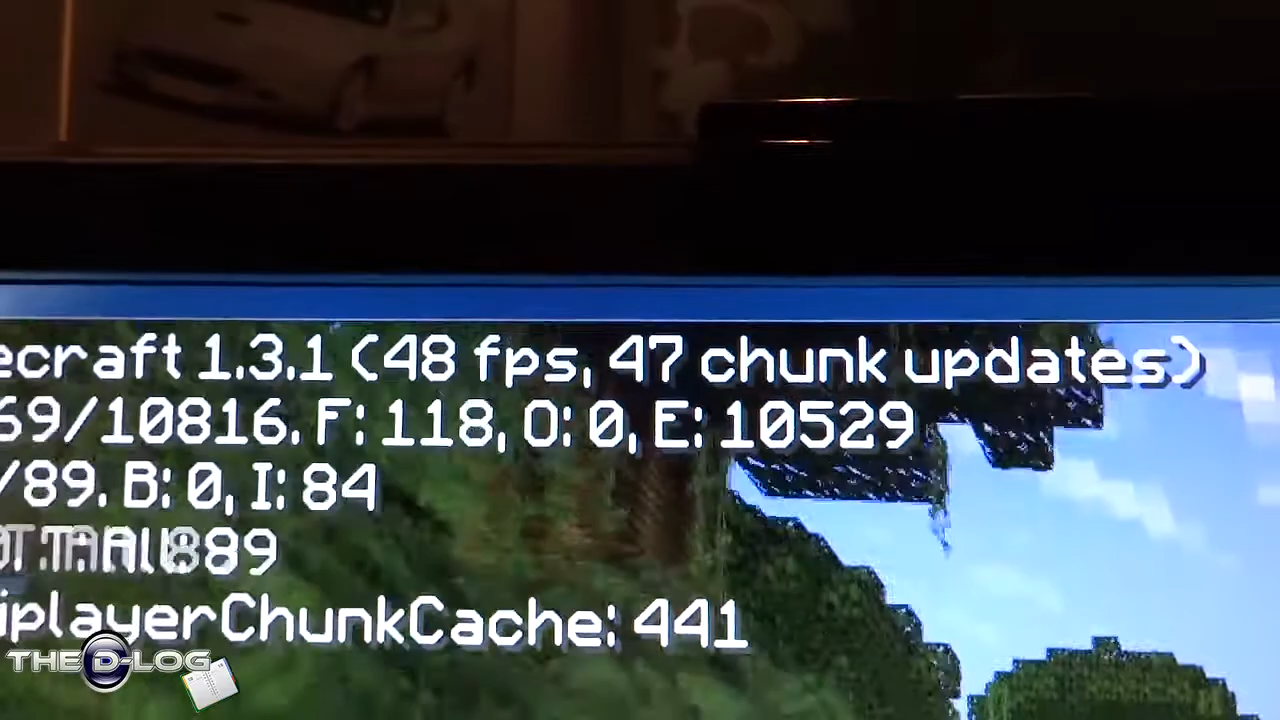 ecraft 1.3.1 (48 fps, 47 chunk updates)
69/10816. F: 118, O: 0, E: 10529
/89. B: 0, I: 84
89
iplayerChunkCache: 441
THE D-LOG